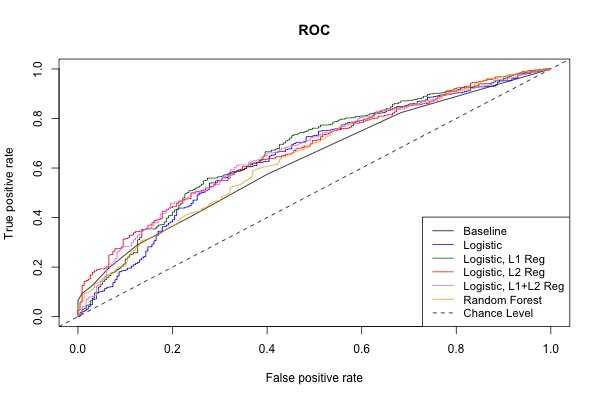 ROC
True positive rate
0.0 0.2 0.4 0.6 0.8 1.0
Baseline
Logistic
Logistic, L1 Reg
Logistic, L2 Reg
Logistic, L1+L2 Reg
Random Forest
Chance Level
0.0 0.2 0.4 0.6 0.8 1.0
False positive rate